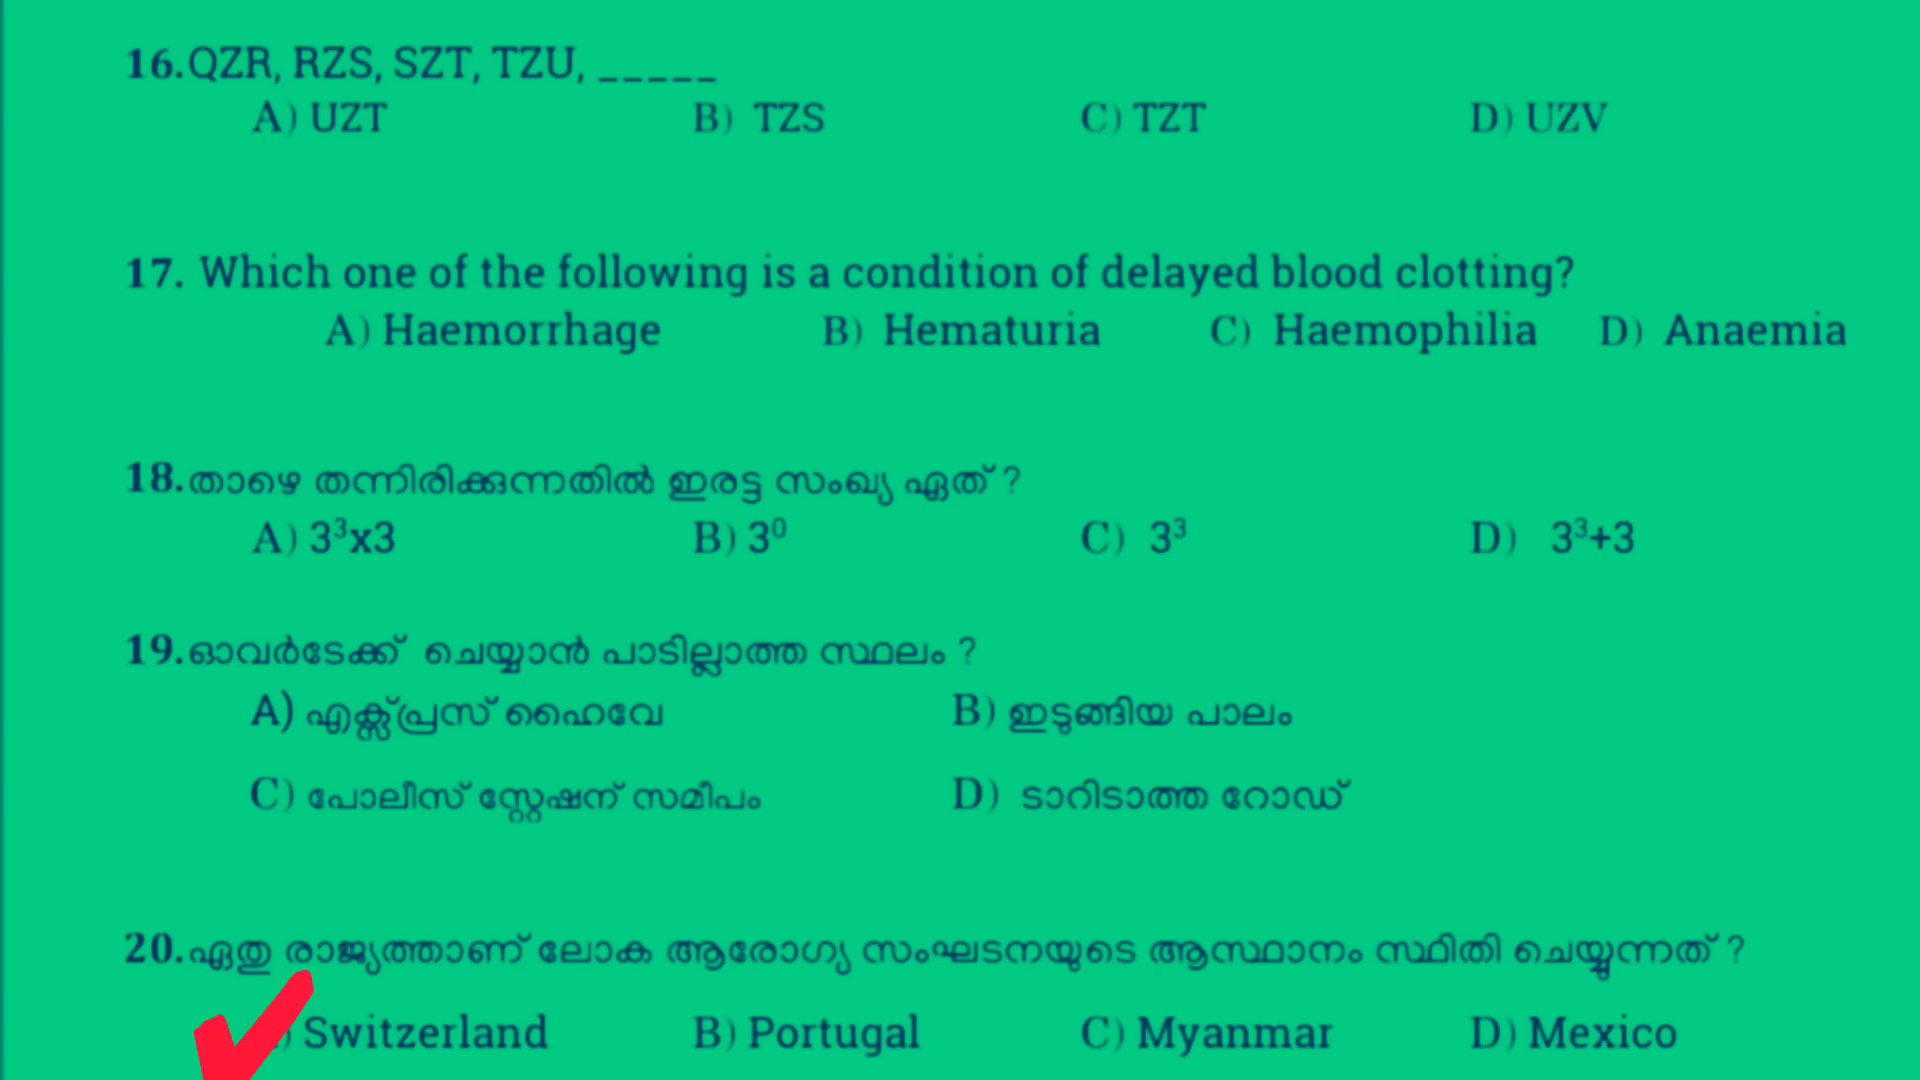 16.QZR, RZS, SZT, TZU, _____
A) UZT B) TZS C) TZT D) UZV
17. Which one of the following is a condition of delayed blood clotting?
A) Haemorrhage B) Hematuria C) Haemophilia D) Anaemia
18.താഴെ തന്നിരിക്കുന്നതിൽ ഇരട്ട സംഖ്യ ഏത് ?
A) 3³x3 B) 3⁰ C) 3³ D) 3³+3
19.ഓവർടേക്ക് ചെയ്യാൻ പാടില്ലാത്ത സ്ഥലം ?
A) എക്സ്പ്രസ് ഹൈവേ B) ഇടുങ്ങിയ പാലം
C) പോലീസ് സ്റ്റേഷന് സമീപം D) ടാറിടാത്ത റോഡ്
20.ഏതു രാജ്യത്താണ് ലോക ആരോഗ്യ സംഘടനയുടെ ആസ്ഥാനം സ്ഥിതി ചെയ്യുന്നത് ?
) Switzerland B) Portugal C) Myanmar D) Mexico